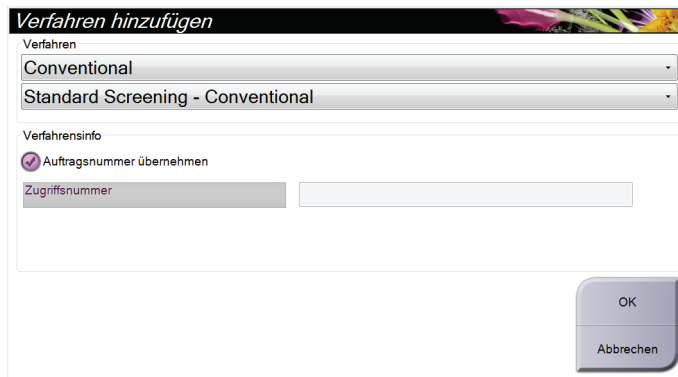 Verfahren hinzufügen
Verfahren
Conventional
Standard Screening - Conventional
Verfahrensinfo
Auftragsnummer übernehmen
Zugriffsnummer
OK
Abbrechen